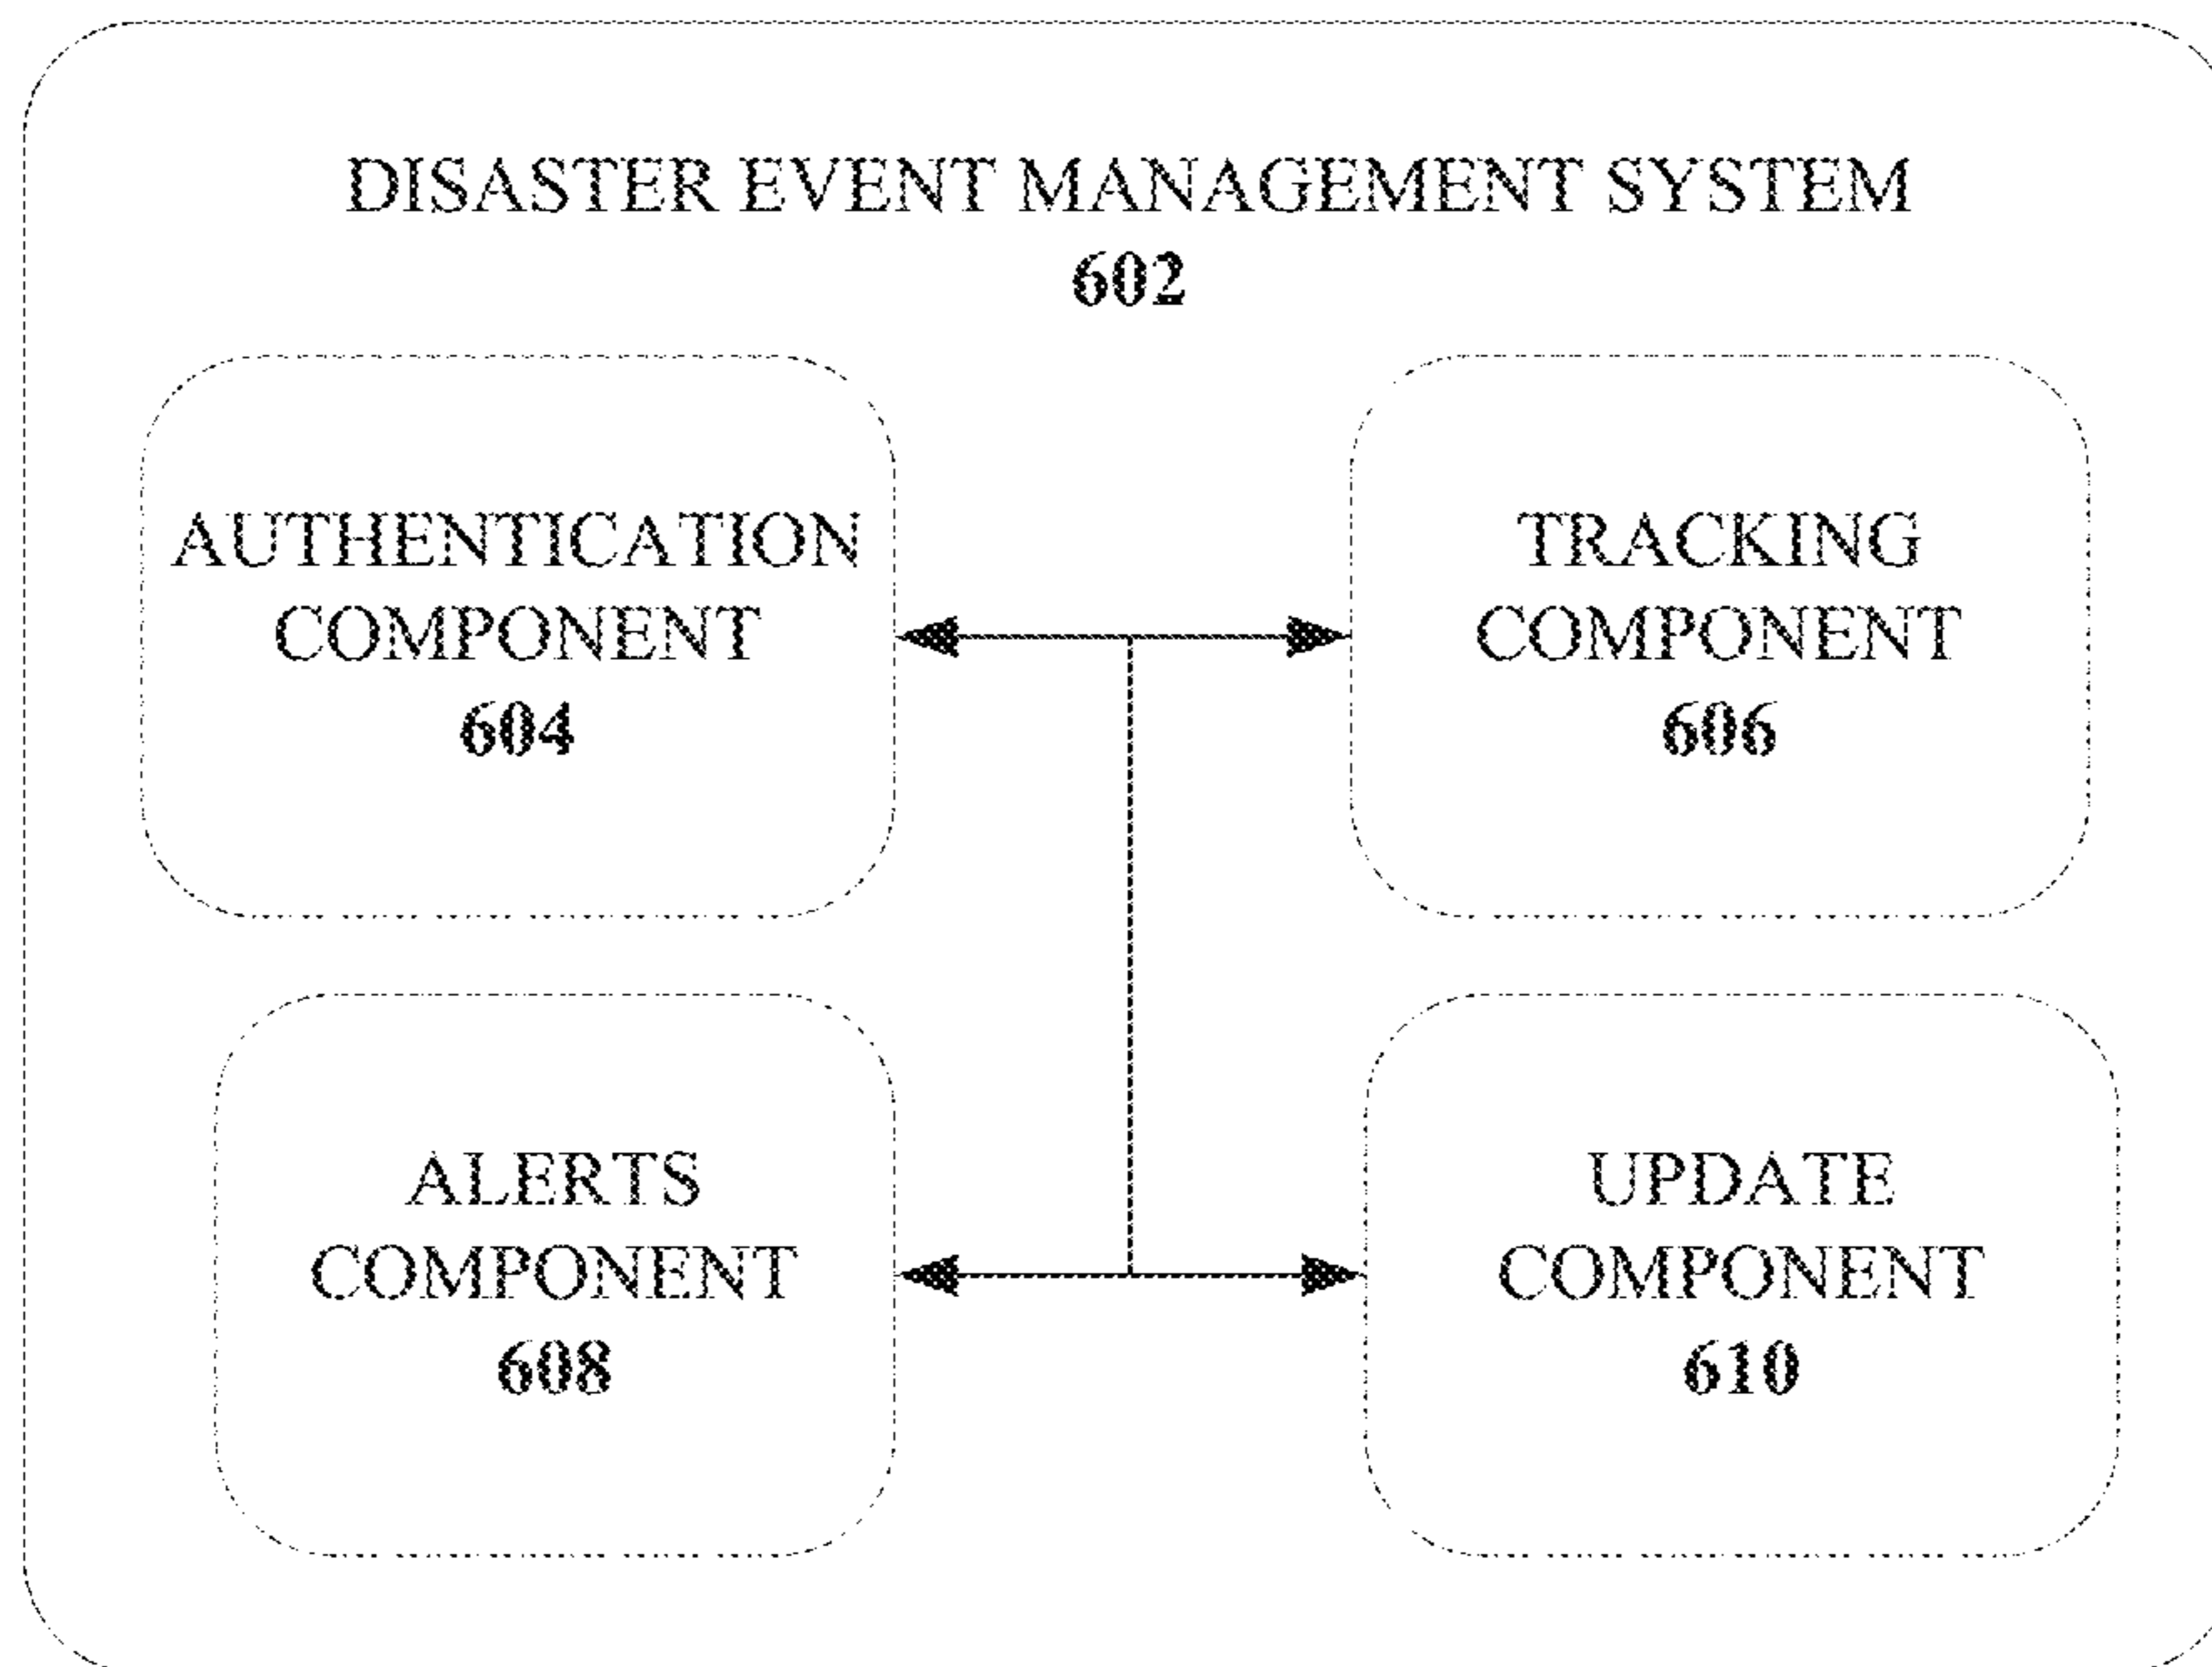 DISASTER EVENT MANAGEMENT SYSTEM
602
AUTHENTICATION
COMPONENT
604
TRACKING
COMPONENT
606
ALERTS
COMPONENT
608
UPDATE
COMPONENT
610